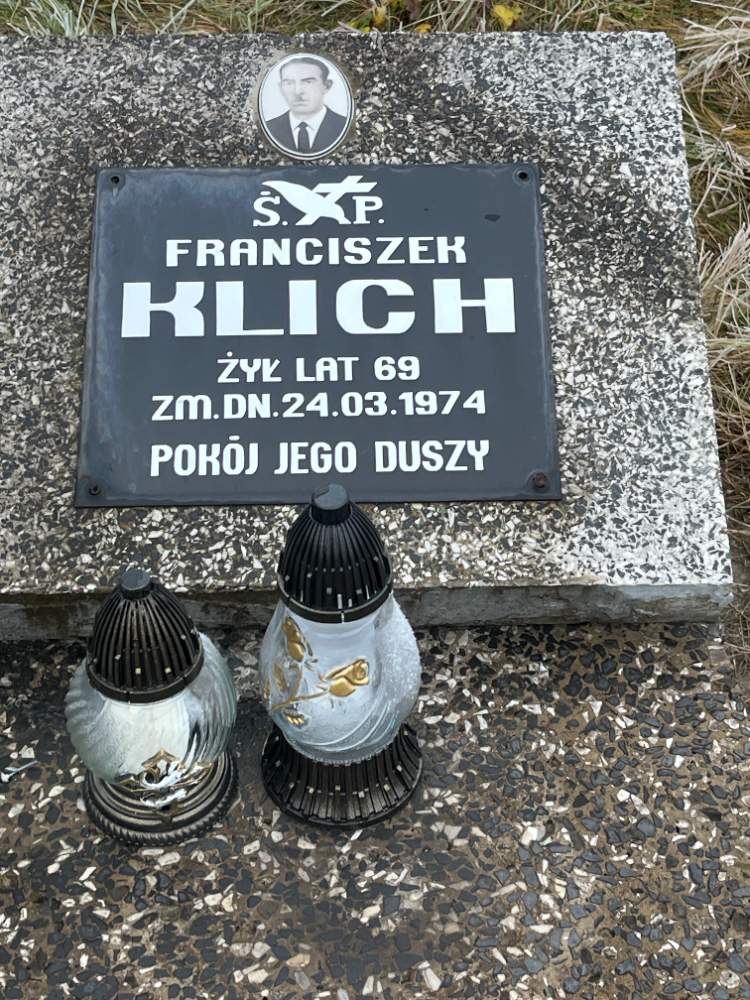 Ś.P.
FRANCISZEK
KLICH
ŻYŁ LAT 69
ZM.DN.24.03.1974
POKÓJ JEGO DUSZY